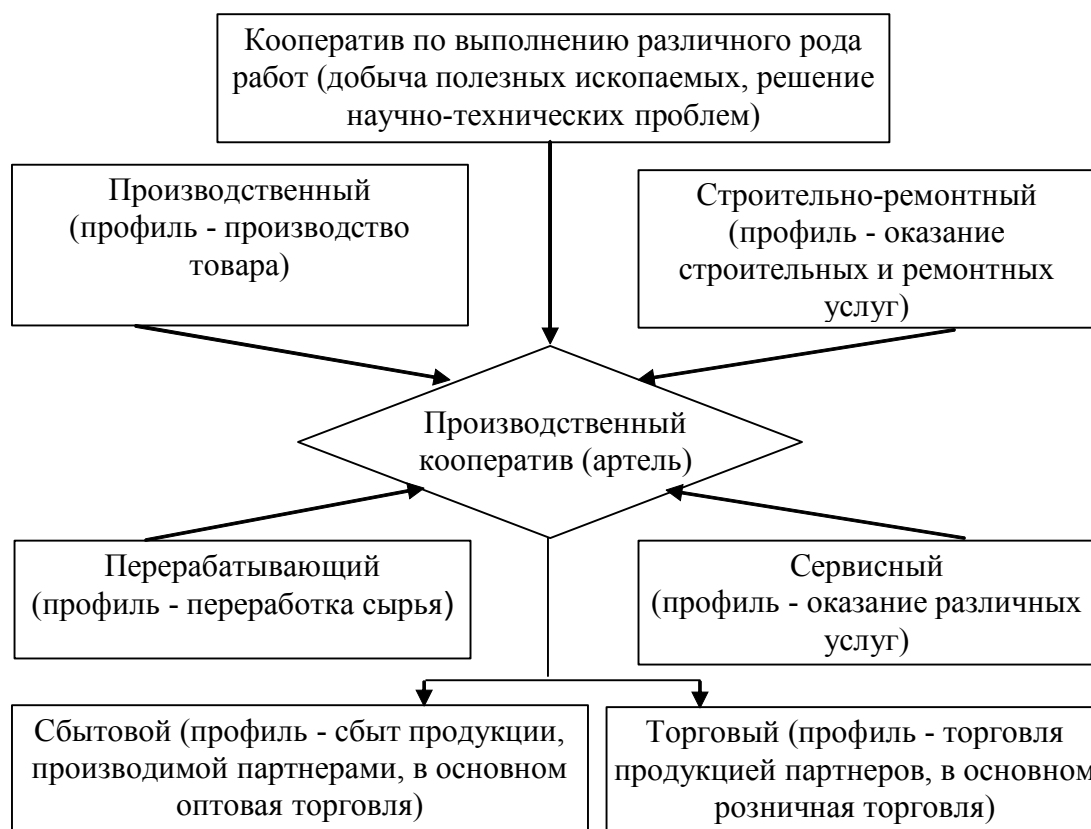 Кооператив по выполнению различного рода
работ (добыча полезных ископаемых, решение
научно-технических проблем)
Производственный
(профиль - производство
товара)
Строительно-ремонтный
(профиль - оказание
строительных и ремонтных
услуг)
Производственный
кооператив (артель)
Перерабатывающий
(профиль - переработка сырья)
Сервисный
(профиль - оказание различных
услуг)
Сбытовой (профиль - сбыт продукции,
производимой партнерами, в основном
оптовая торговля)
Торговый (профиль - торговля
продукцией партнеров, в основном
розничная торговля)